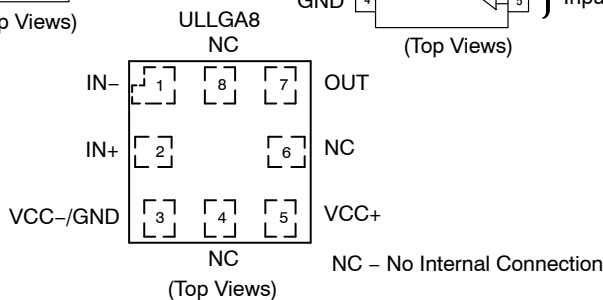 Views)
GND 4
5
(Top Views)
ULLGA8
NC
IN− 1 8 7 OUT
IN+ 2 6 NC
VCC−/GND 3 4 5 VCC+
NC
NC − No Internal Connection
(Top Views)